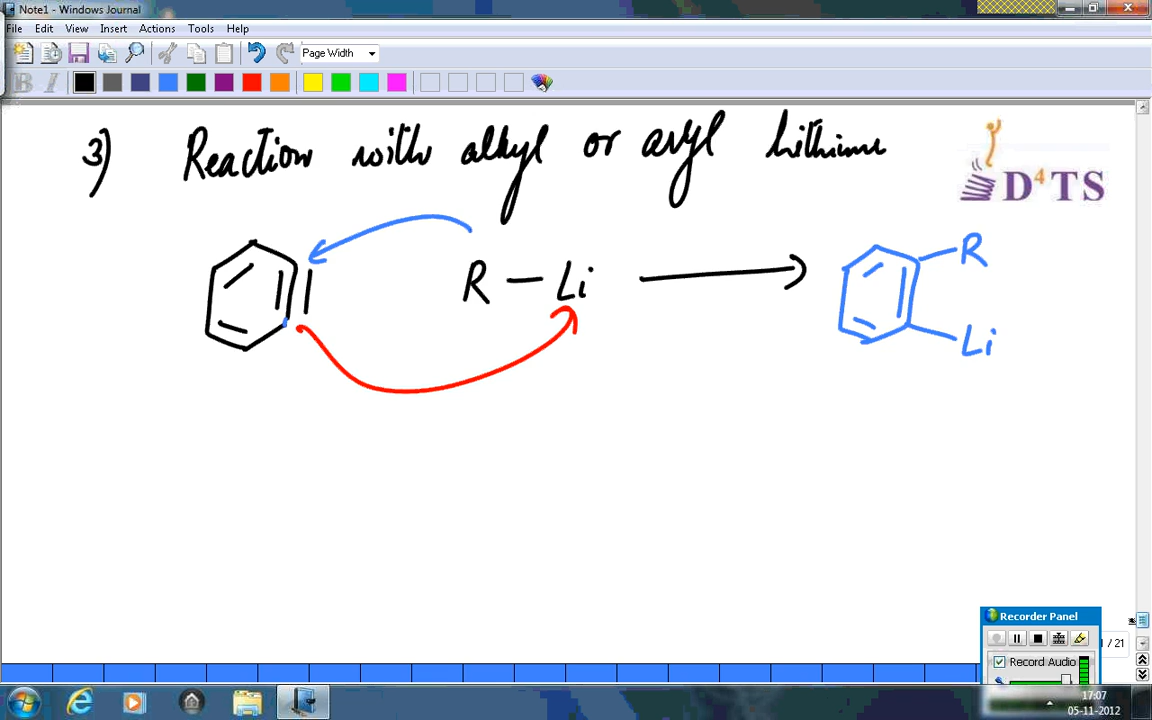 Note1 - Windows Journal
File Edit View Insert Actions Tools Help
Page Width
B I
3) Reaction with alkyl or aryl lithium
D4TS
R — Li
R
Li
Recorder Panel
1 / 21
Record Audio
17:07
05-11-2012